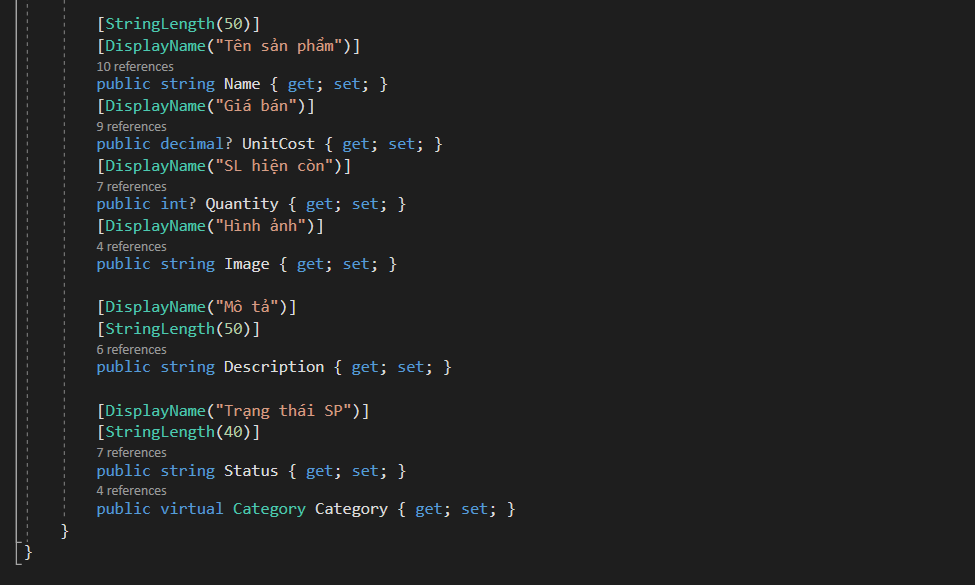 [StringLength(50)]
[DisplayName("Tên sản phẩm")]
10 references
public string Name { get; set; }
[DisplayName("Giá bán")]
9 references
public decimal? UnitCost { get; set; }
[DisplayName("SL hiện còn")]
7 references
public int? Quantity { get; set; }
[DisplayName("Hình ảnh")]
4 references
public string Image { get; set; }
[DisplayName("Mô tả")]
[StringLength(50)]
6 references
public string Description { get; set; }
[DisplayName("Trạng thái SP")]
[StringLength(40)]
7 references
public string Status { get; set; }
4 references
public virtual Category Category { get; set; }
}
}